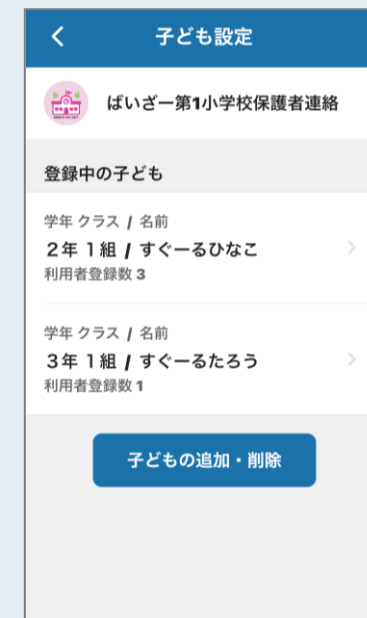 子ども設定
ばいざー第1小学校保護者連絡
登録中の子ども
学年 クラス / 名前
2年 1組 / すぐーるひなこ
利用者登録数 3
学年 クラス / 名前
3年 1組 / すぐーるたろう
利用者登録数 1
子どもの追加・削除